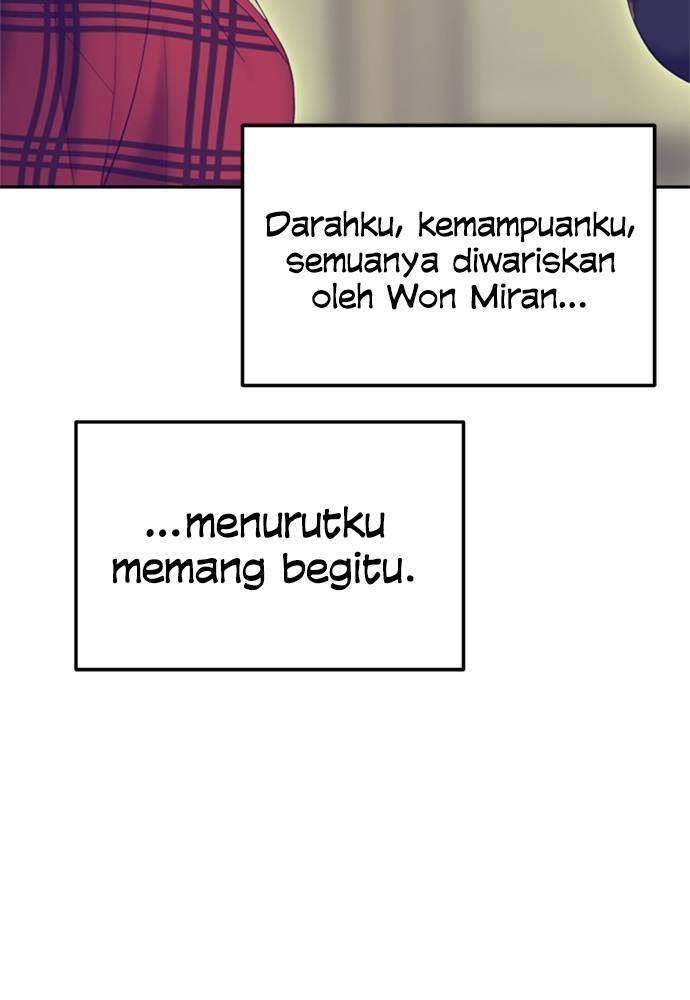 Darahku, kemampuanku,
semuanya diwariskan
oleh Won Miran...
...menurutku
memang begitu.